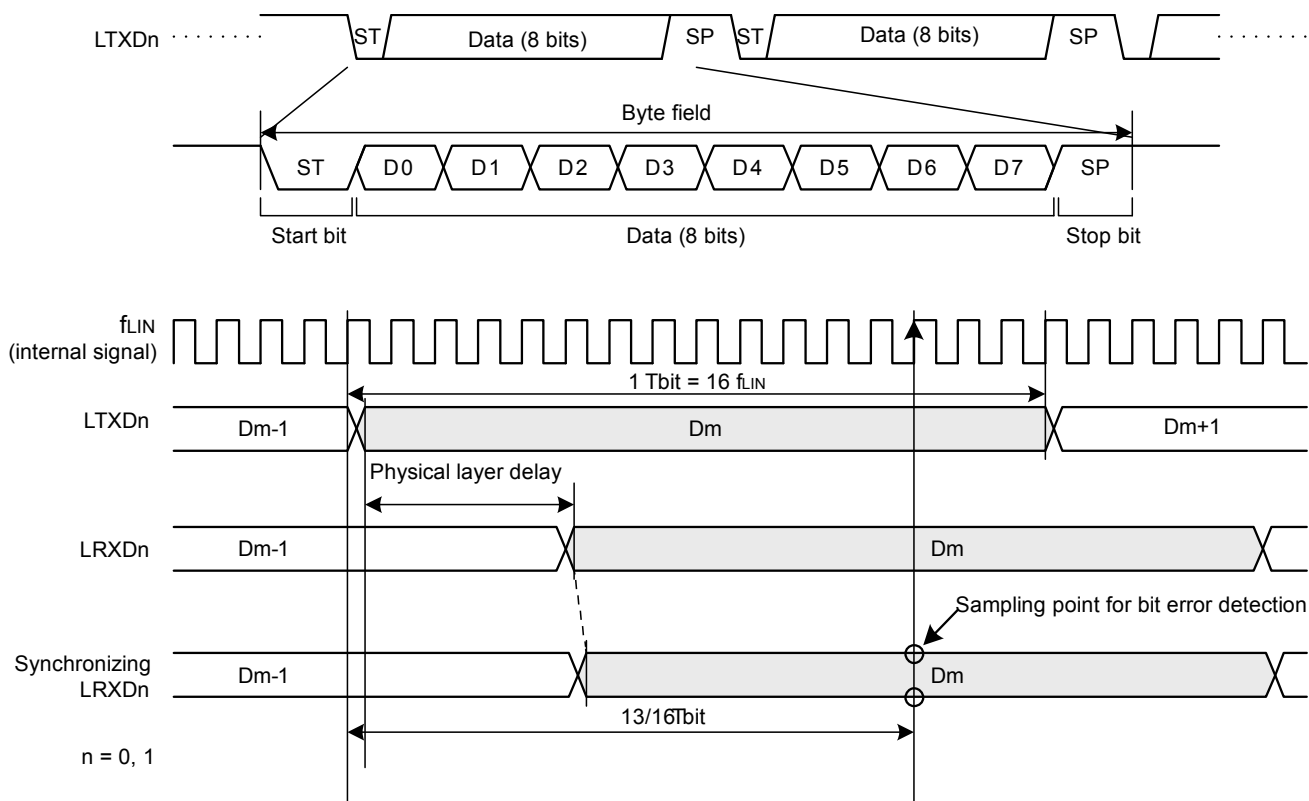 LTXDn
ST Data (8 bits) SP ST Data (8 bits) SP
Byte field
ST D0 D1 D2 D3 D4 D5 D6 D7 SP
Start bit Data (8 bits) Stop bit
fLIN
(internal signal)
1 Tbit = 16 fLIN
LTXDn Dm-1 Dm Dm+1
Physical layer delay
LRXDn Dm-1 Dm
Sampling point for bit error detection
Synchronizing
LRXDn
Dm-1 Dm
13/16Tbit
n = 0, 1